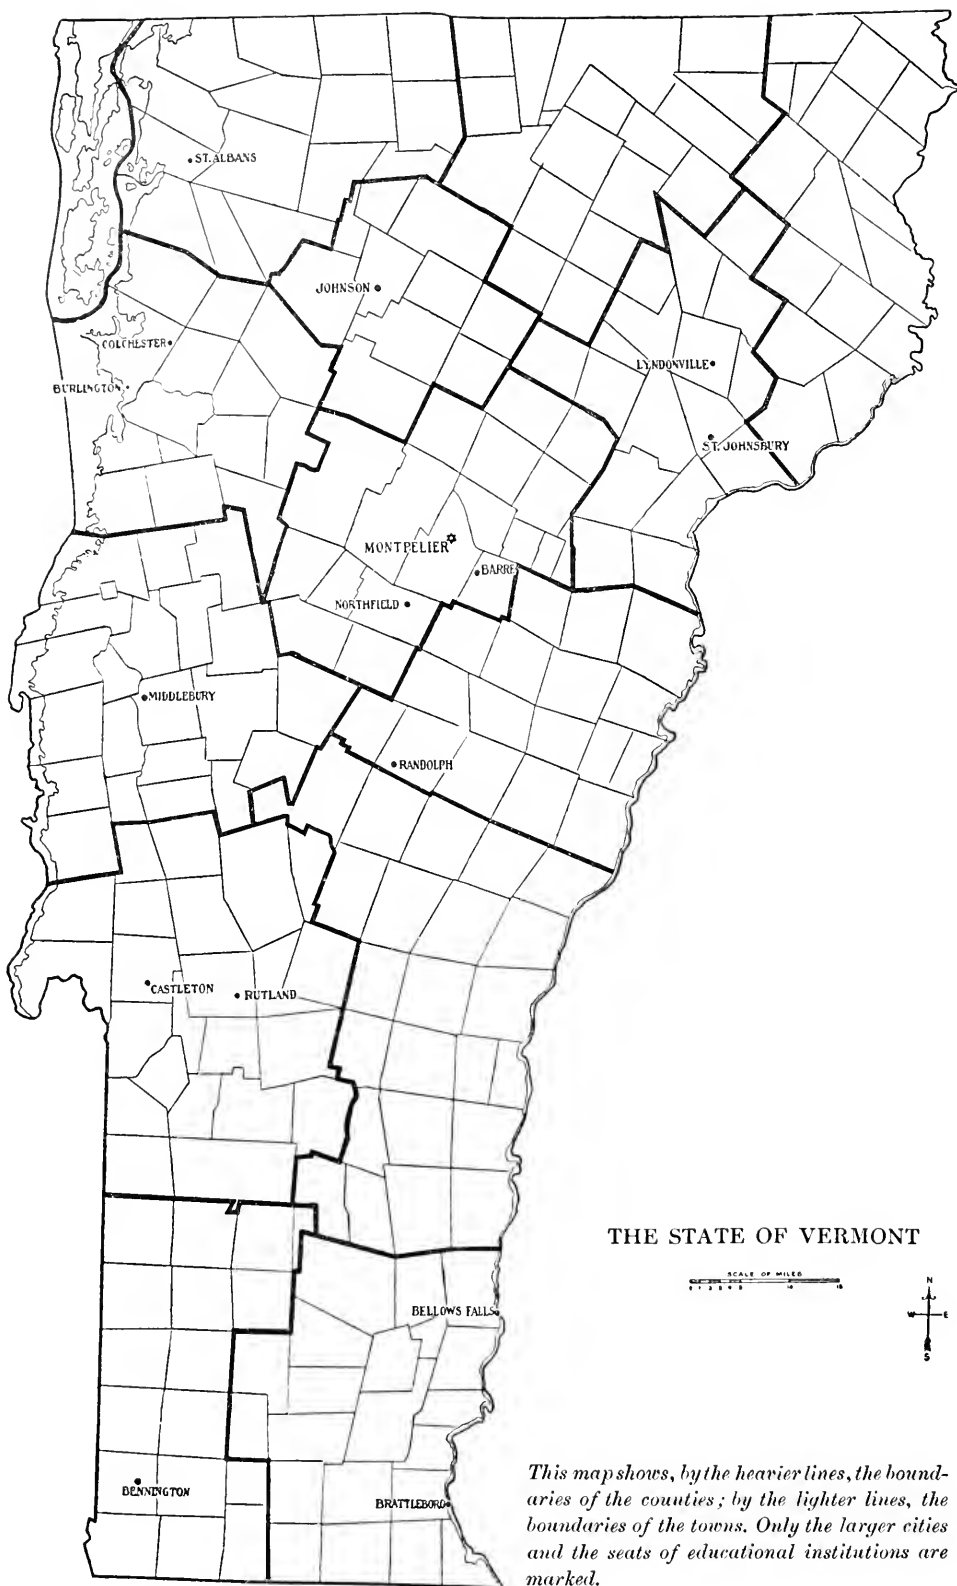 ST. ALBANS
JOHNSON
COLCHESTER
BURLINGTON
LYNDONVILLE
ST. JOHNSBURY
MONTPELIER
BARRE
NORTHFIELD
MIDDLEBURY
RANDOLPH
CASTLETON
RUTLAND
THE STATE OF VERMONT
SCALE OF MILES
N
W E
S
BELLOWS FALLS
BENNINGTON
BRATTLEBORO
This map shows, by the heavier lines, the bound-
aries of the counties; by the lighter lines, the
boundaries of the towns. Only the larger cities
and the seats of educational institutions are
marked.